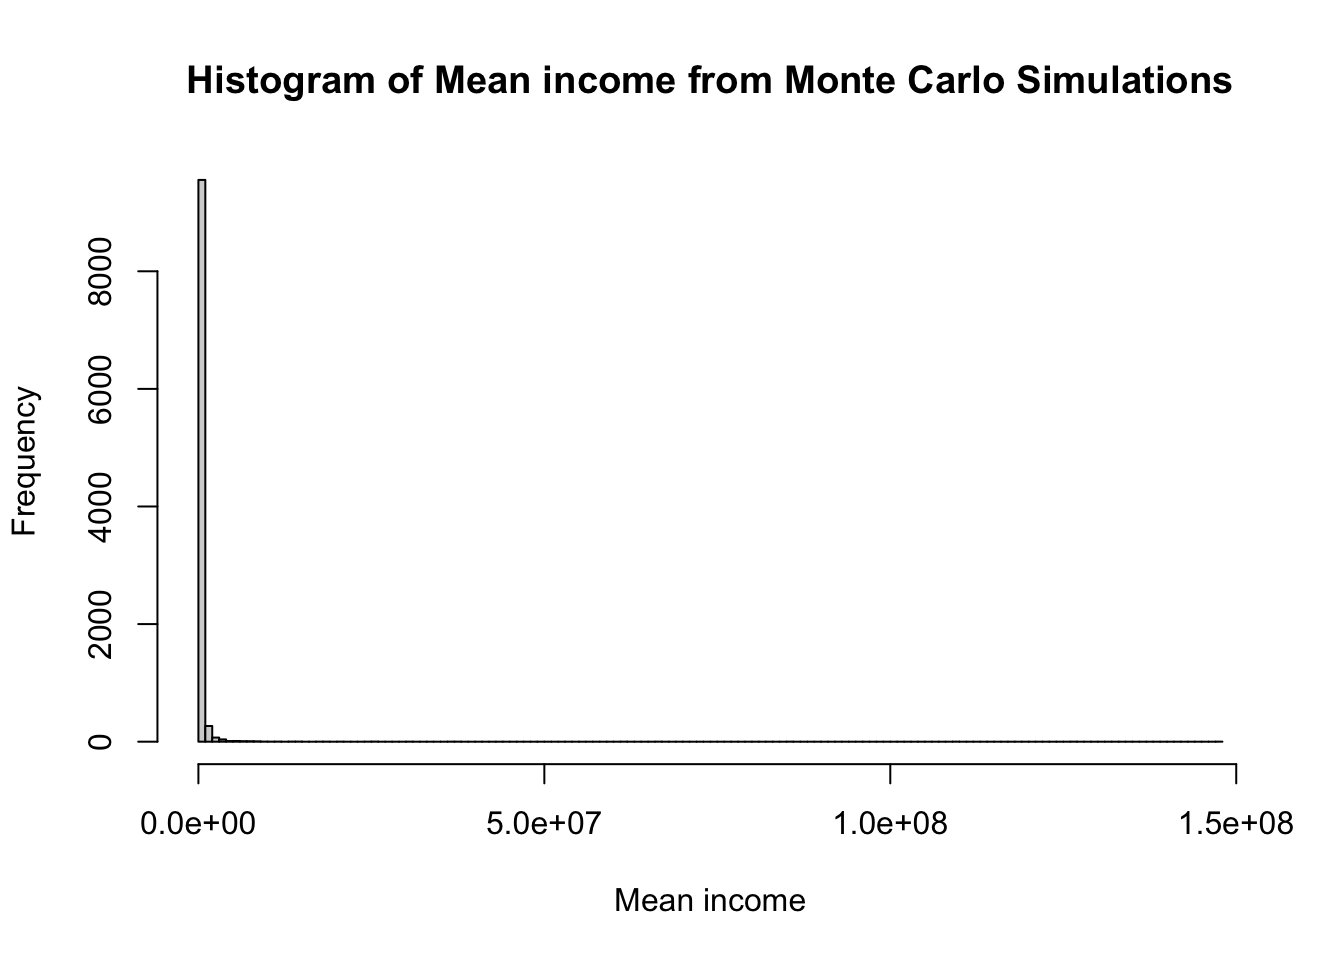 Histogram of Mean income from Monte Carlo Simulations
Frequency
8000
6000
4000
2000
0
0.0e+00 5.0e+07 1.0e+08 1.5e+08
Mean income